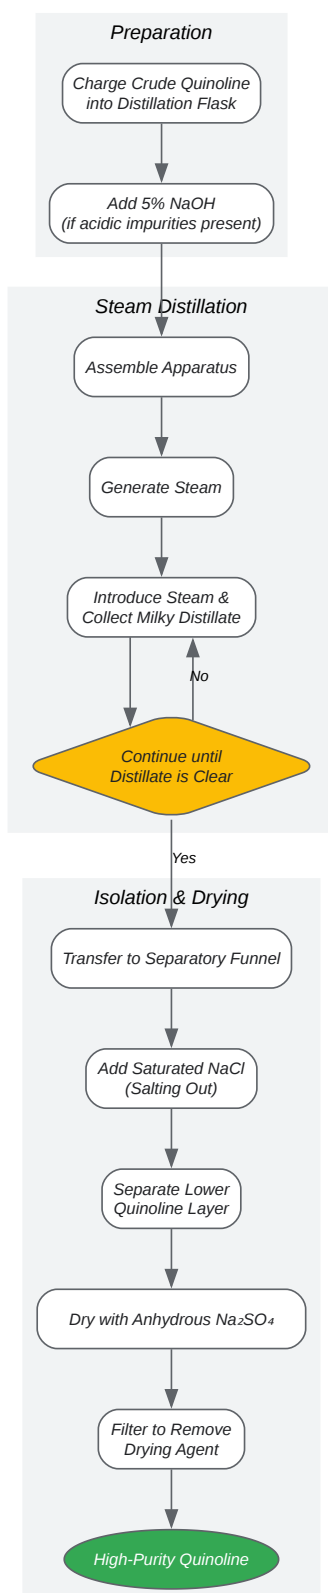 Preparation
Charge Crude Quinoline
into Distillation Flask
Add 5% NaOH
(if acidic impurities present)
Steam Distillation
Assemble Apparatus
Generate Steam
Introduce Steam &
Collect Milky Distillate
No
Continue until
Distillate is Clear
Yes
Isolation & Drying
Transfer to Separatory Funnel
Add Saturated NaCl
(Salting Out)
Separate Lower
Quinoline Layer
Dry with Anhydrous Na₂SO₄
Filter to Remove
Drying Agent
High-Purity Quinoline